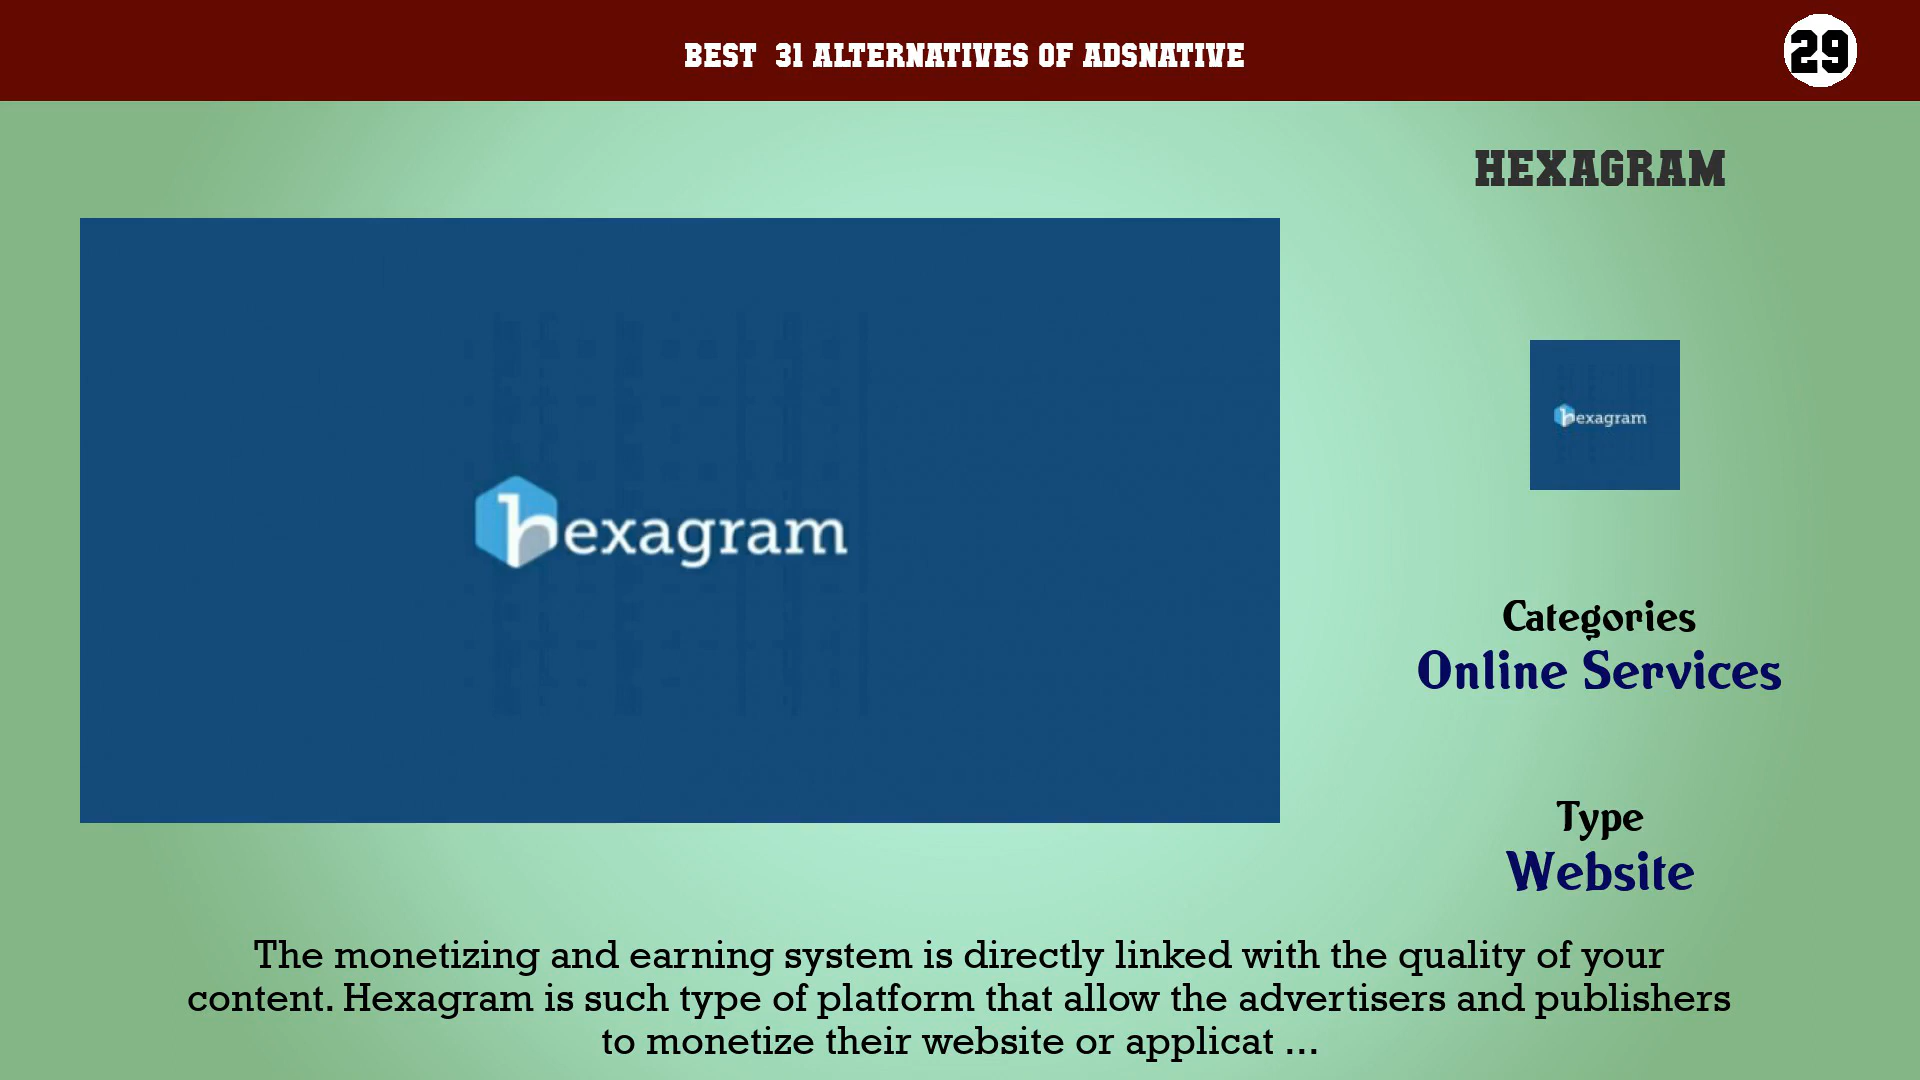 BEST 31 ALTERNATIVES OF ADSNATIVE
29
HEXAGRAM
hexagram
hexagram
Categories
Online Services
Type
Website
The monetizing and earning system is directly linked with the quality of your
content. Hexagram is such type of platform that allow the advertisers and publishers
to monetize their website or applicat ...